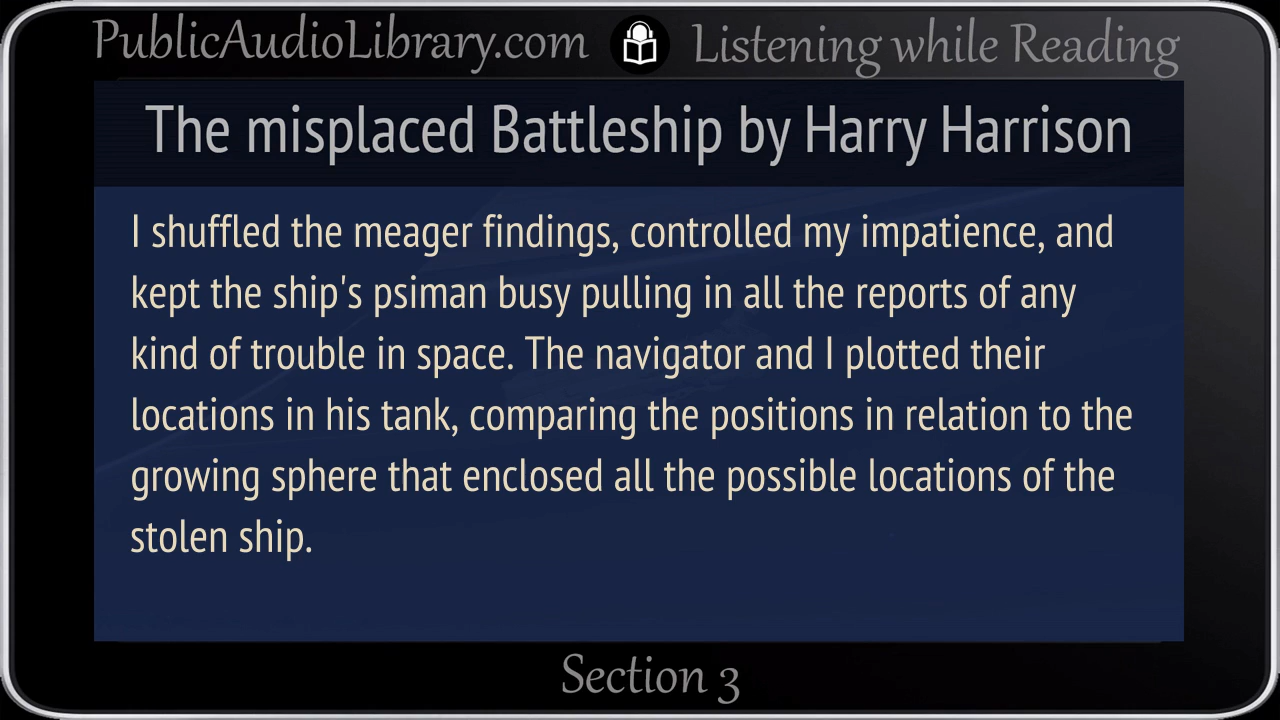 PublicAudioLibrary.com Listening while Reading
The misplaced Battleship by Harry Harrison
I shuffled the meager findings, controlled my impatience, and
kept the ship's psiman busy pulling in all the reports of any
kind of trouble in space. The navigator and I plotted their
locations in his tank, comparing the positions in relation to the
growing sphere that enclosed all the possible locations of the
stolen ship.
Section 3